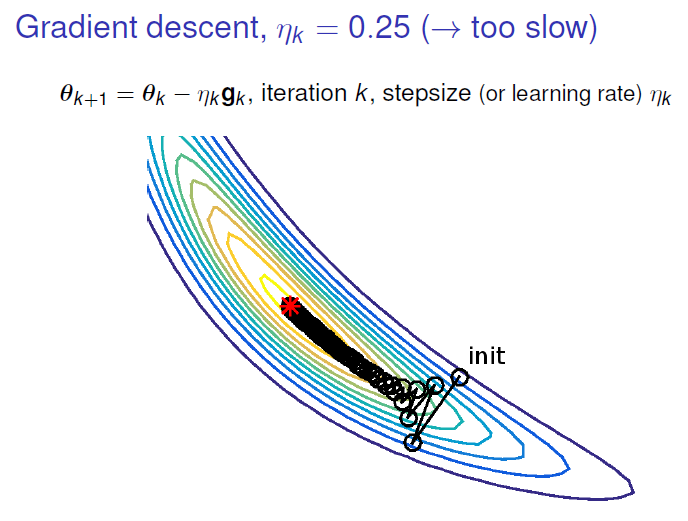 Gradient descent, ηₖ = 0.25 (→ too slow)
θₖ₊₁ = θₖ − ηₖgₖ, iteration k, stepsize (or learning rate) ηₖ
init